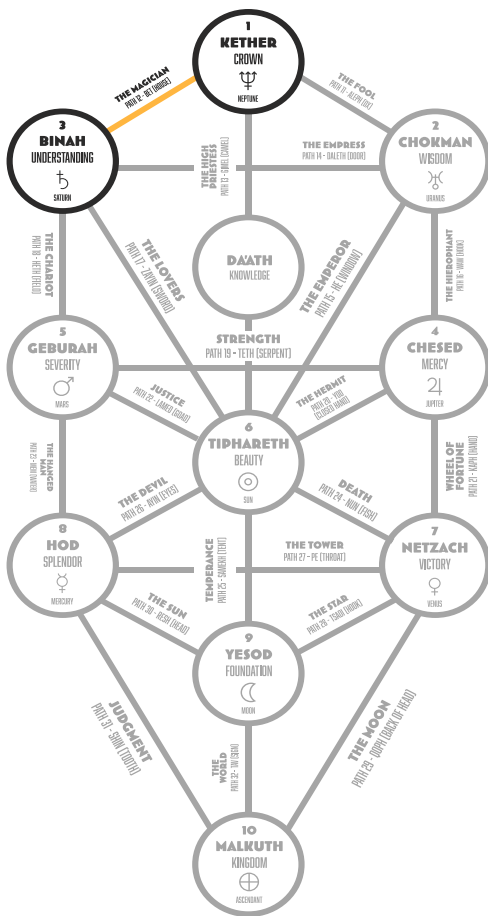 1
KETHER
CROWN
NEPTUNE
THE MAGICIAN
PATH 12 - BET (HOUSE)
THE FOOL
PATH 11 - ALEPH (OX)
3
BINAH
UNDERSTANDING
SATURN
THE HIGH
PRIESTESS
PATH 13 - GIMEL (CAMEL)
THE EMPRESS
PATH 14 - DALETH (DOOR)
2
CHOKMAH
WISDOM
URANUS
THE CHARIOT
PATH 18 - HETH (FIELD)
THE LOVERS
PATH 17 - ZAYIN (SWORD)
DA'ATH
KNOWLEDGE
THE EMPEROR
PATH 15 - HE (WINDOW)
THE HIEROPHANT
PATH 16 - VAV (HOOK)
5
GEBURAH
SEVERITY
MARS
STRENGTH
PATH 19 - TETH (SERPENT)
4
CHESED
MERCY
JUPITER
JUSTICE
PATH 22 - LAMED (GOAD)
THE HERMIT
PATH 20 - YOD
(CLOSED HAND)
6
TIPHARETH
BEAUTY
SUN
THE HANGED
MAN
PATH 23 - MEM (WATER)
WHEEL OF
FORTUNE
PATH 21 - KAPH (HAND)
THE DEVIL
PATH 26 - AYIN (EYES)
DEATH
PATH 24 - NUN (FISH)
8
HOD
SPLENDOR
MERCURY
TEMPERANCE
PATH 25 - SAMEKH (TENT)
THE TOWER
PATH 27 - PE (THROAT)
7
NETZACH
VICTORY
VENUS
THE SUN
PATH 30 - RESH (HEAD)
THE STAR
PATH 28 - TSADI (HOOK)
9
YESOD
FOUNDATION
MOON
JUDGMENT
PATH 31 - SHIN (TOOTH)
THE
WORLD
PATH 32 - TAV (SIGN)
THE MOON
PATH 29 - QOPH (BACK OF HEAD)
10
MALKUTH
KINGDOM
ASCENDANT